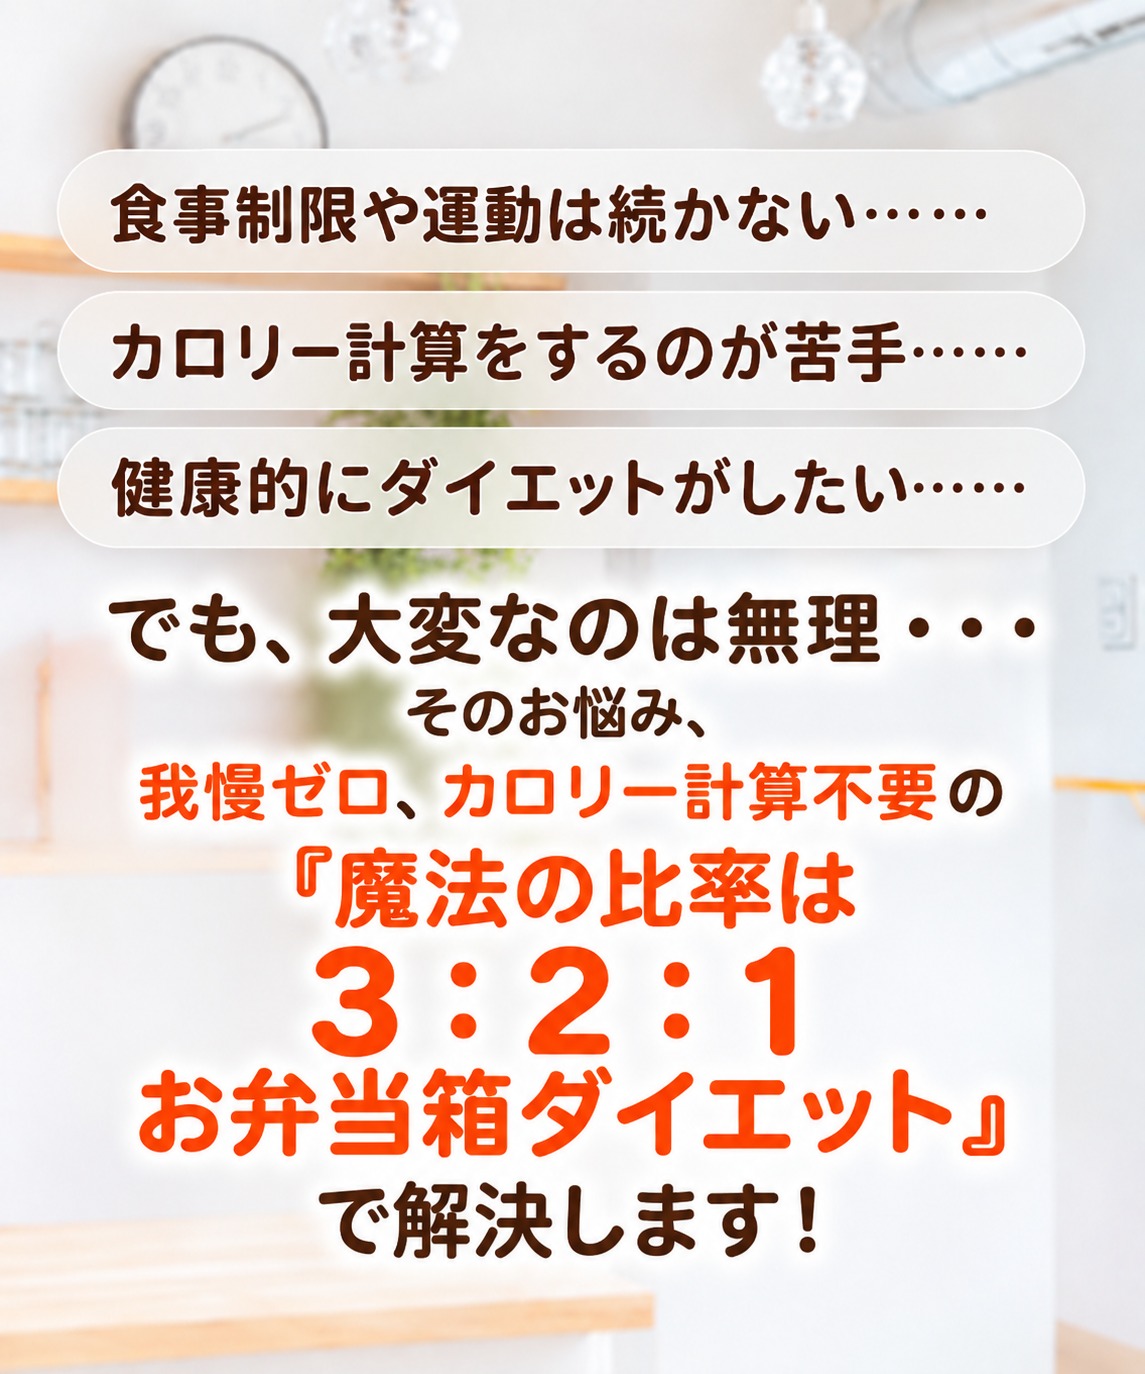 食事制限や運動は続かない……
カロリー計算をするのが苦手……
健康的にダイエットがしたい……
でも、大変なのは無理・・・
そのお悩み、
我慢ゼロ、カロリー計算不要の
『魔法の比率は
3：2：1
お弁当箱ダイエット』
で解決します！